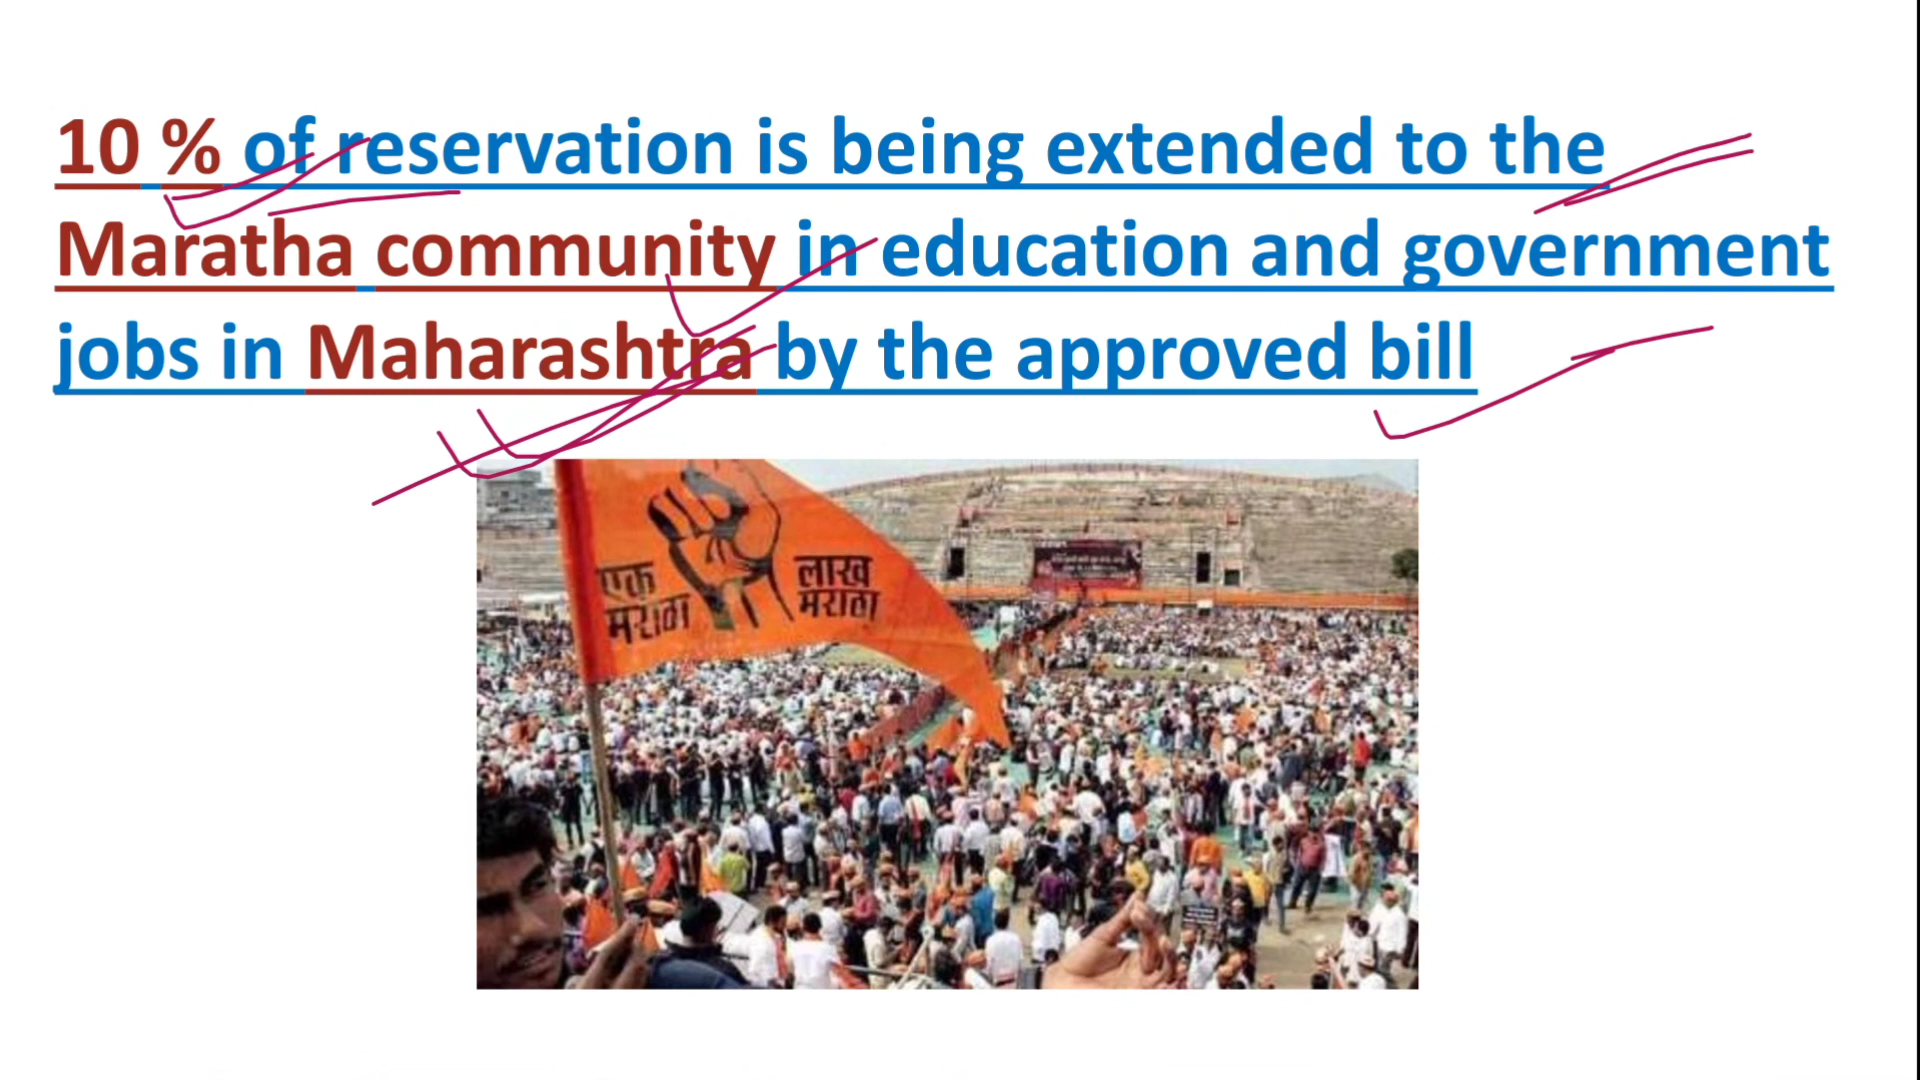 10 % of reservation is being extended to the
Maratha community in education and government
jobs in Maharashtra by the approved bill
एक लाख
मराठा मराठा